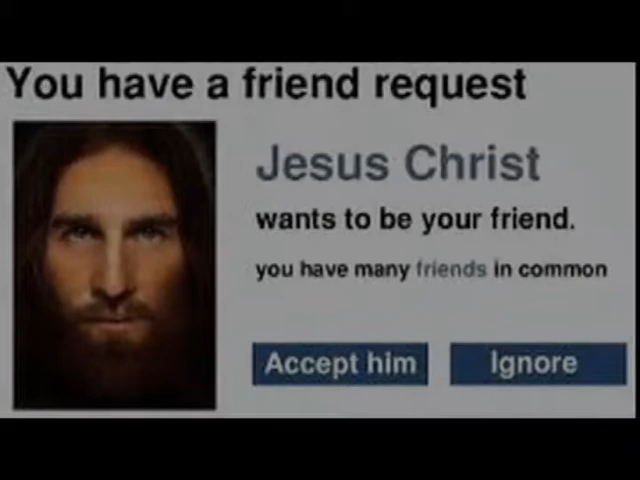 You have a friend request
Jesus Christ
wants to be your friend.
you have many friends in common
Accept him
Ignore